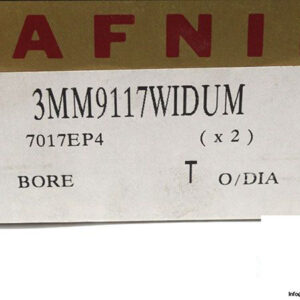 AFNI
3MM9117WIDUM
7017EP4 (x2)
BORE T O/DIA